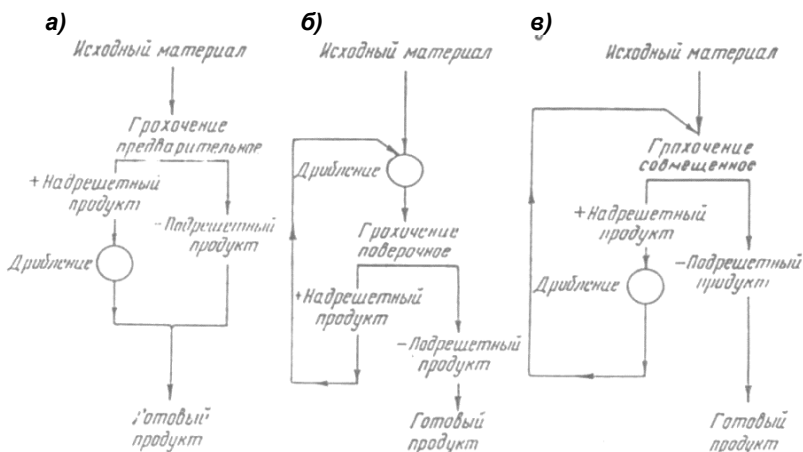 а)
Исходный материал
Грохочение
предварительное
+Надрешетный
продукт
-Подрешетный
продукт
Дробление
Готовый
продукт
б)
Исходный материал
Дробление
Грохочение
поверочное
+Надрешетный
продукт
-Подрешетный
продукт
Готовый
продукт
в)
Исходный материал
Грохочение
совмещенное
+Надрешетный
продукт
-Подрешетный
продукт
Дробление
Готовый
продукт